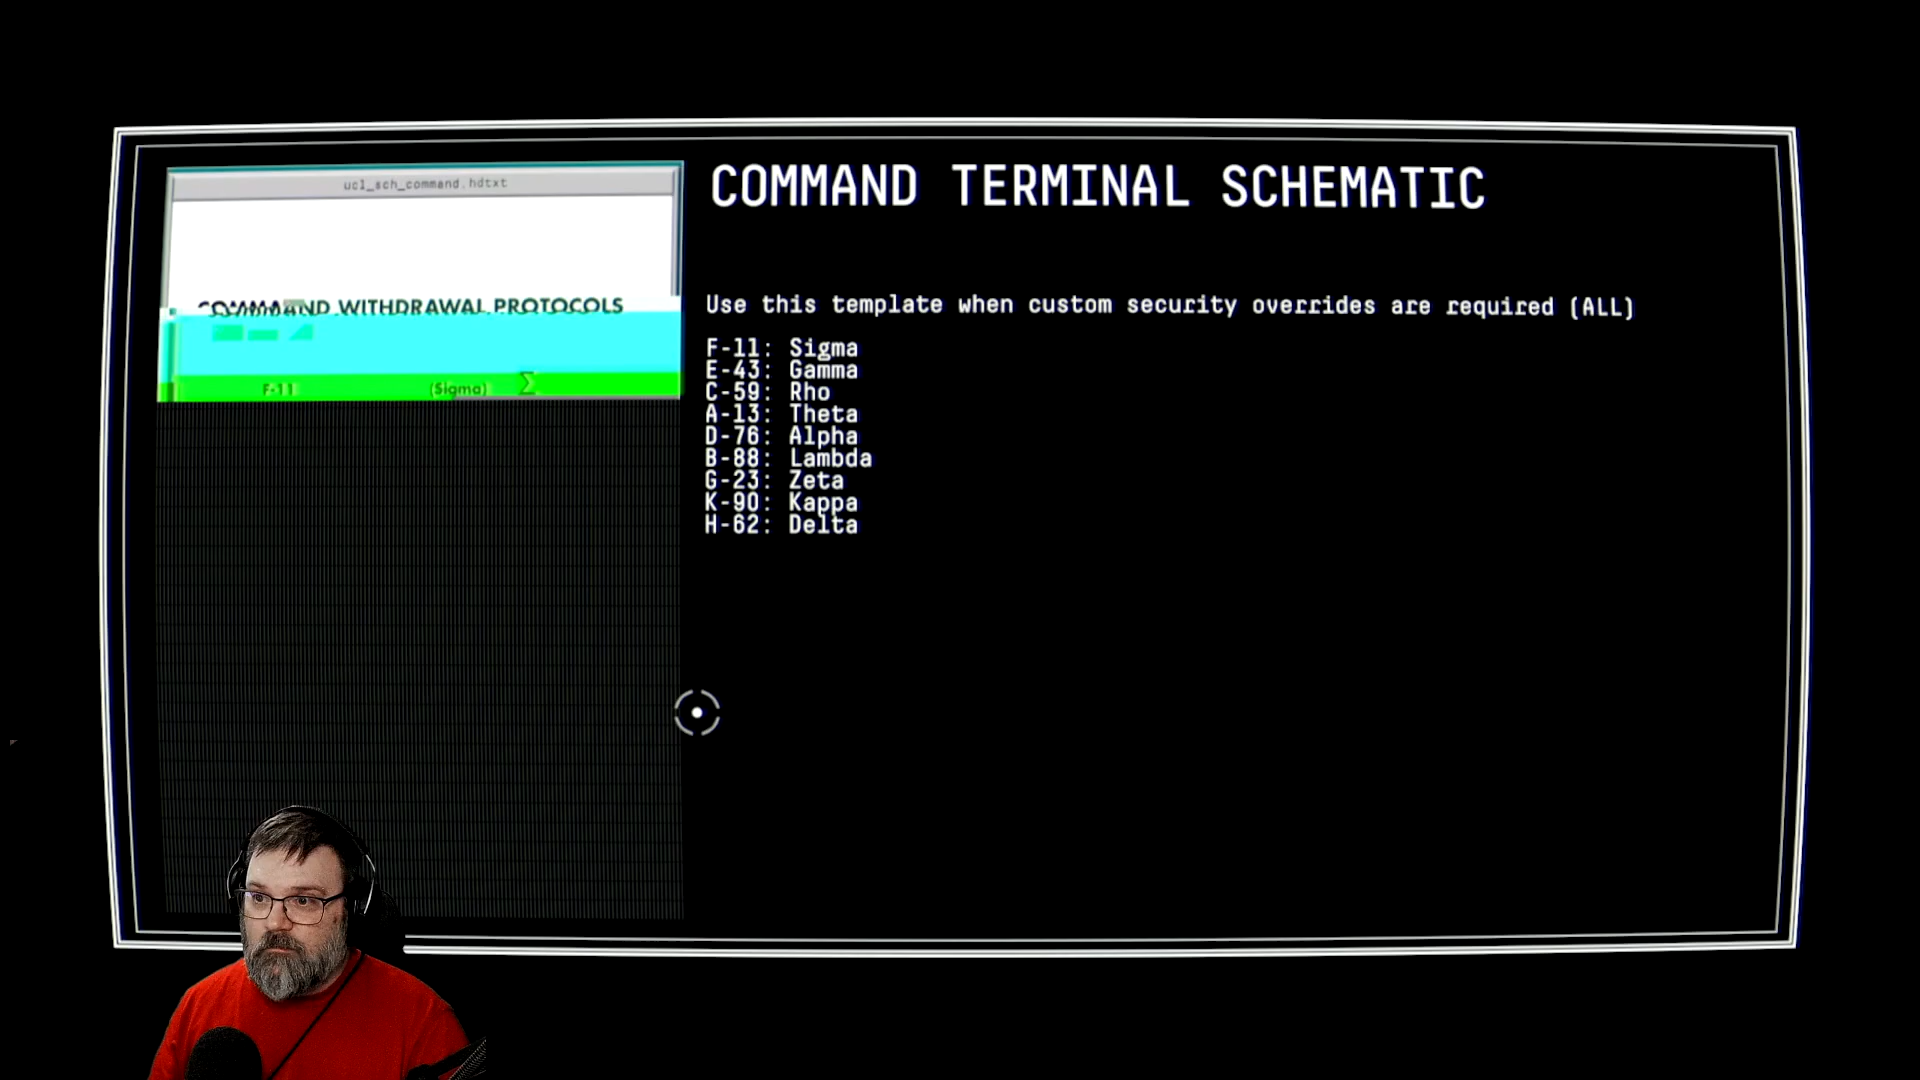 ucl_sch_command.hdtxt
COMMAND WITHDRAWAL PROTOCOLS
F-11 (Sigma) Σ
COMMAND TERMINAL SCHEMATIC
Use this template when custom security overrides are required (ALL)
F-11: Sigma
E-43: Gamma
C-59: Rho
A-13: Theta
D-76: Alpha
B-88: Lambda
G-23: Zeta
K-90: Kappa
H-62: Delta